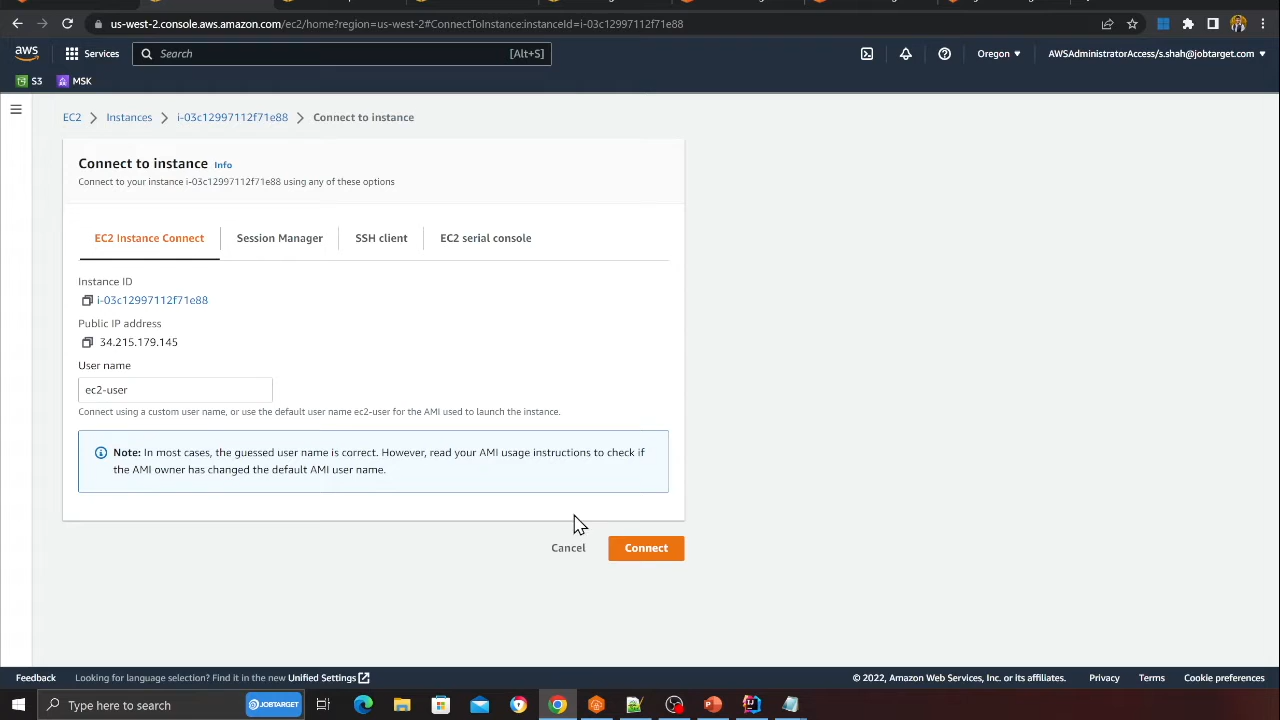 us-west-2.console.aws.amazon.com/ec2/home?region=us-west-2#ConnectToInstance:instanceId=i-03c12997112f71e88
aws Services Search [Alt+S] Oregon AWSAdministratorAccess/s.shah@jobtarget.com
S3 MSK
EC2 Instances i-03c12997112f71e88 Connect to instance
Connect to instance Info
Connect to your instance i-03c12997112f71e88 using any of these options
EC2 Instance Connect Session Manager SSH client EC2 serial console
Instance ID
i-03c12997112f71e88
Public IP address
34.215.179.145
User name
ec2-user
Connect using a custom user name, or use the default user name ec2-user for the AMI used to launch the instance.
Note: In most cases, the guessed user name is correct. However, read your AMI usage instructions to check if
the AMI owner has changed the default AMI user name.
Cancel Connect
Feedback Looking for language selection? Find it in the new Unified Settings © 2022, Amazon Web Services, Inc. or its affiliates. Privacy Terms Cookie preferences
Type here to search JOBTARGET